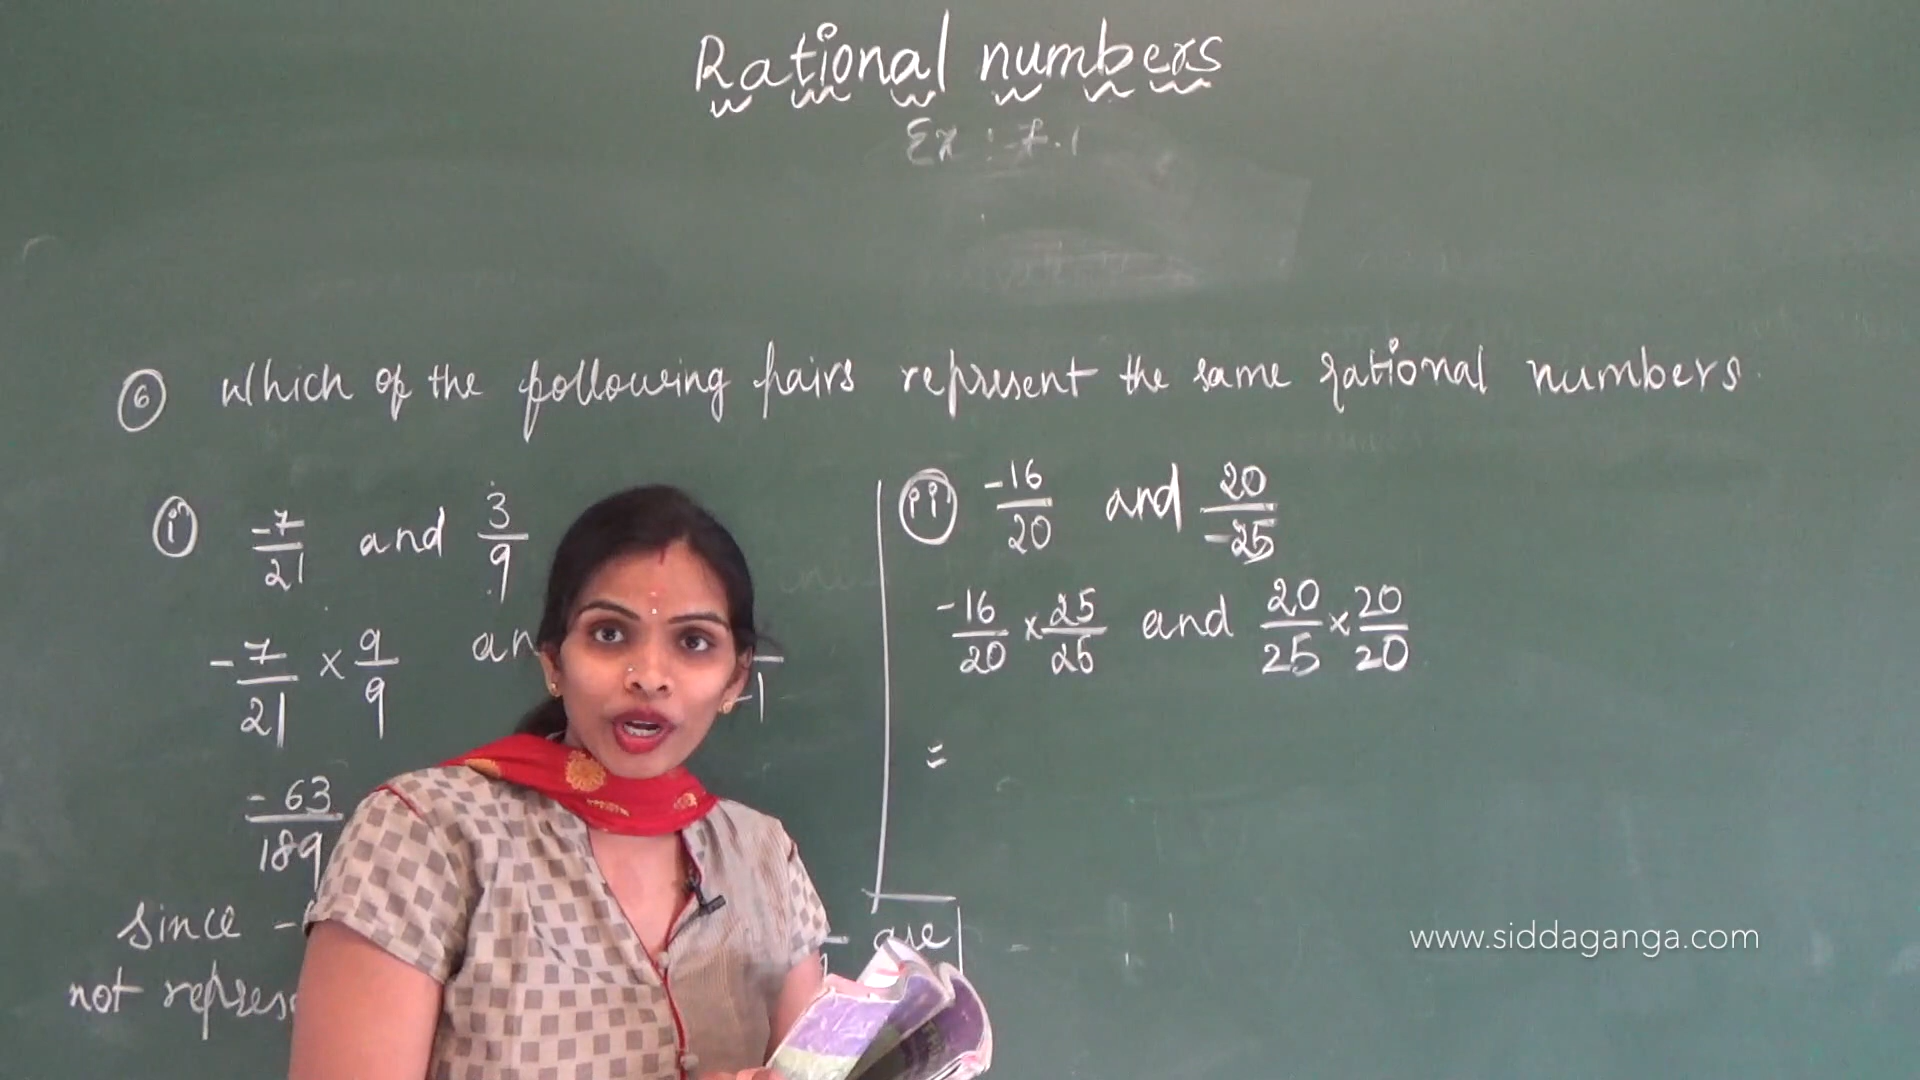 Rational numbers
Ex : 7.1
6 Which of the following pairs represent the same rational numbers.
i -7/21 and 3/9
-7/21 × 9/9
-63/189
since
are
not
ii -16/20 and 20/-25
-16/20 × 25/25 and 20/25 × 20/20
=
www.siddaganga.com